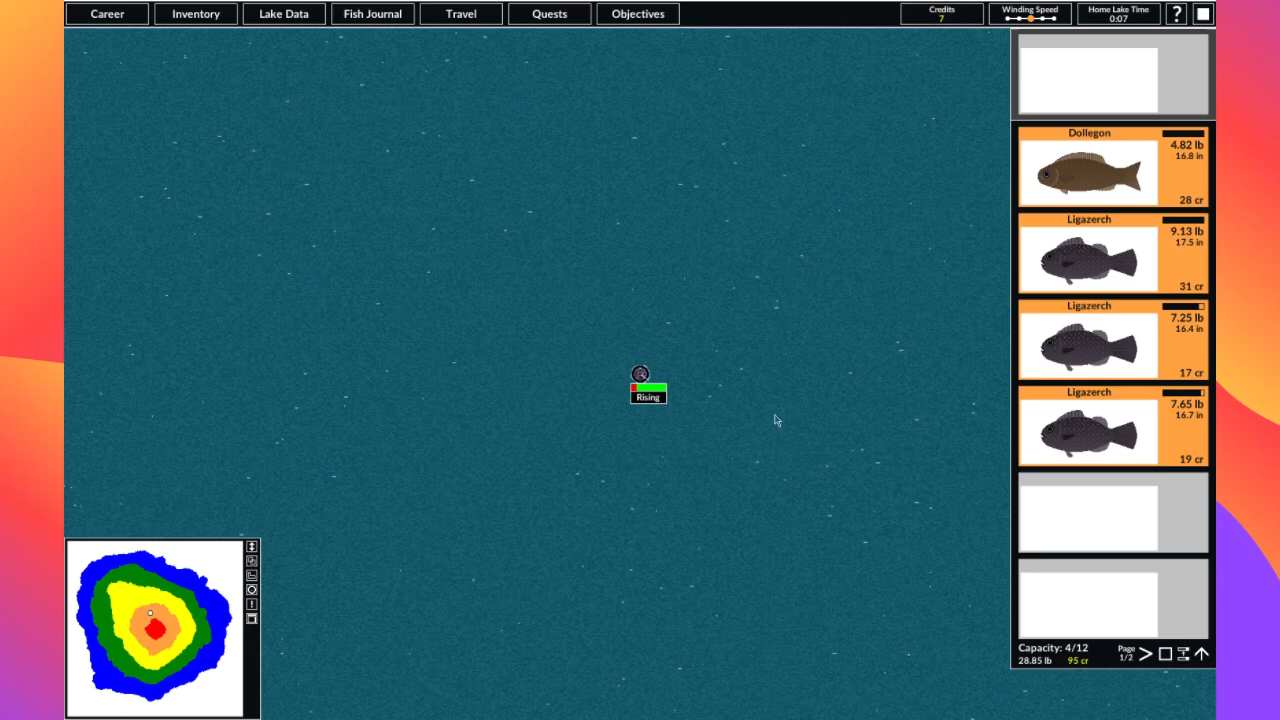 Career
Inventory
Lake Data
Fish Journal
Travel
Quests
Objectives
Credits
7
Winding Speed
Home Lake Time
0:07
?
Dollegon
4.82 lb
16.8 in
28 cr
Ligazerch
9.13 lb
17.5 in
31 cr
Ligazerch
7.25 lb
16.4 in
17 cr
Ligazerch
7.65 lb
16.7 in
19 cr
Rising
Capacity: 4/12
28.85 lb 95 cr
Page
1/2